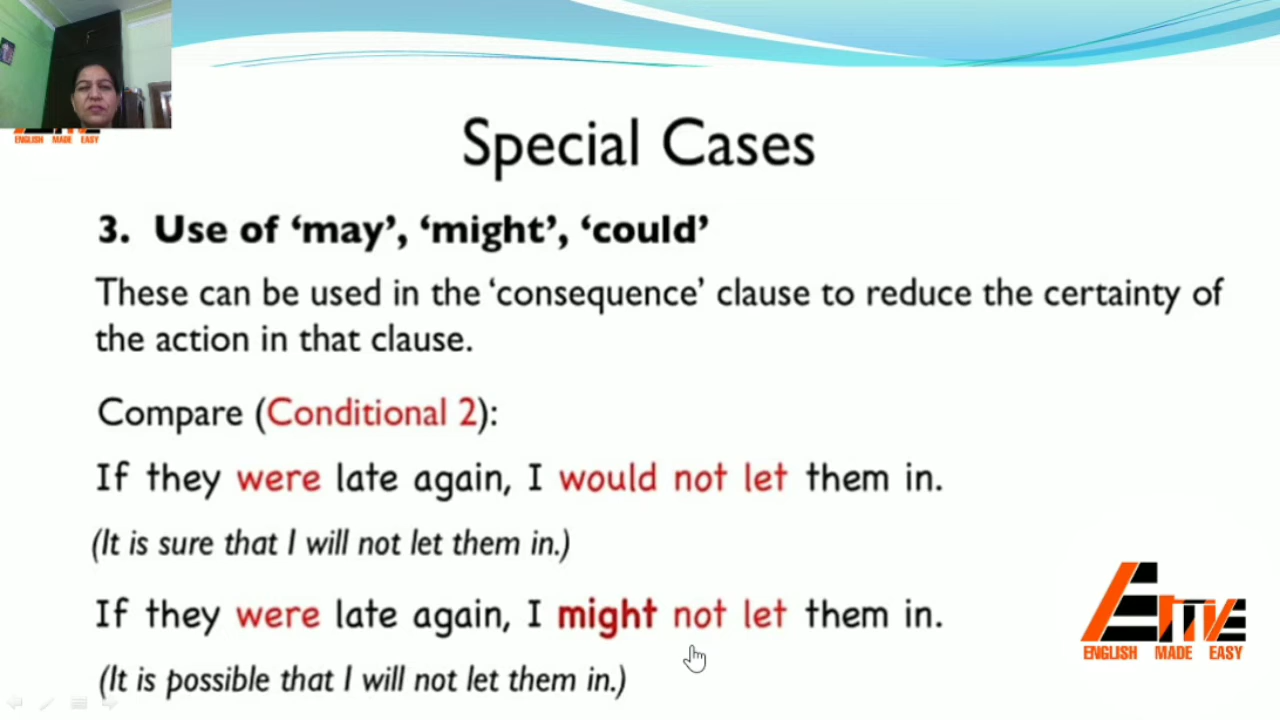 ENGLISH MADE EASY
Special Cases
3. Use of ‘may’, ‘might’, ‘could’
These can be used in the ‘consequence’ clause to reduce the certainty of
the action in that clause.
Compare (Conditional 2):
If they were late again, I would not let them in.
(It is sure that I will not let them in.)
If they were late again, I might not let them in.
(It is possible that I will not let them in.)
EME
ENGLISH MADE EASY